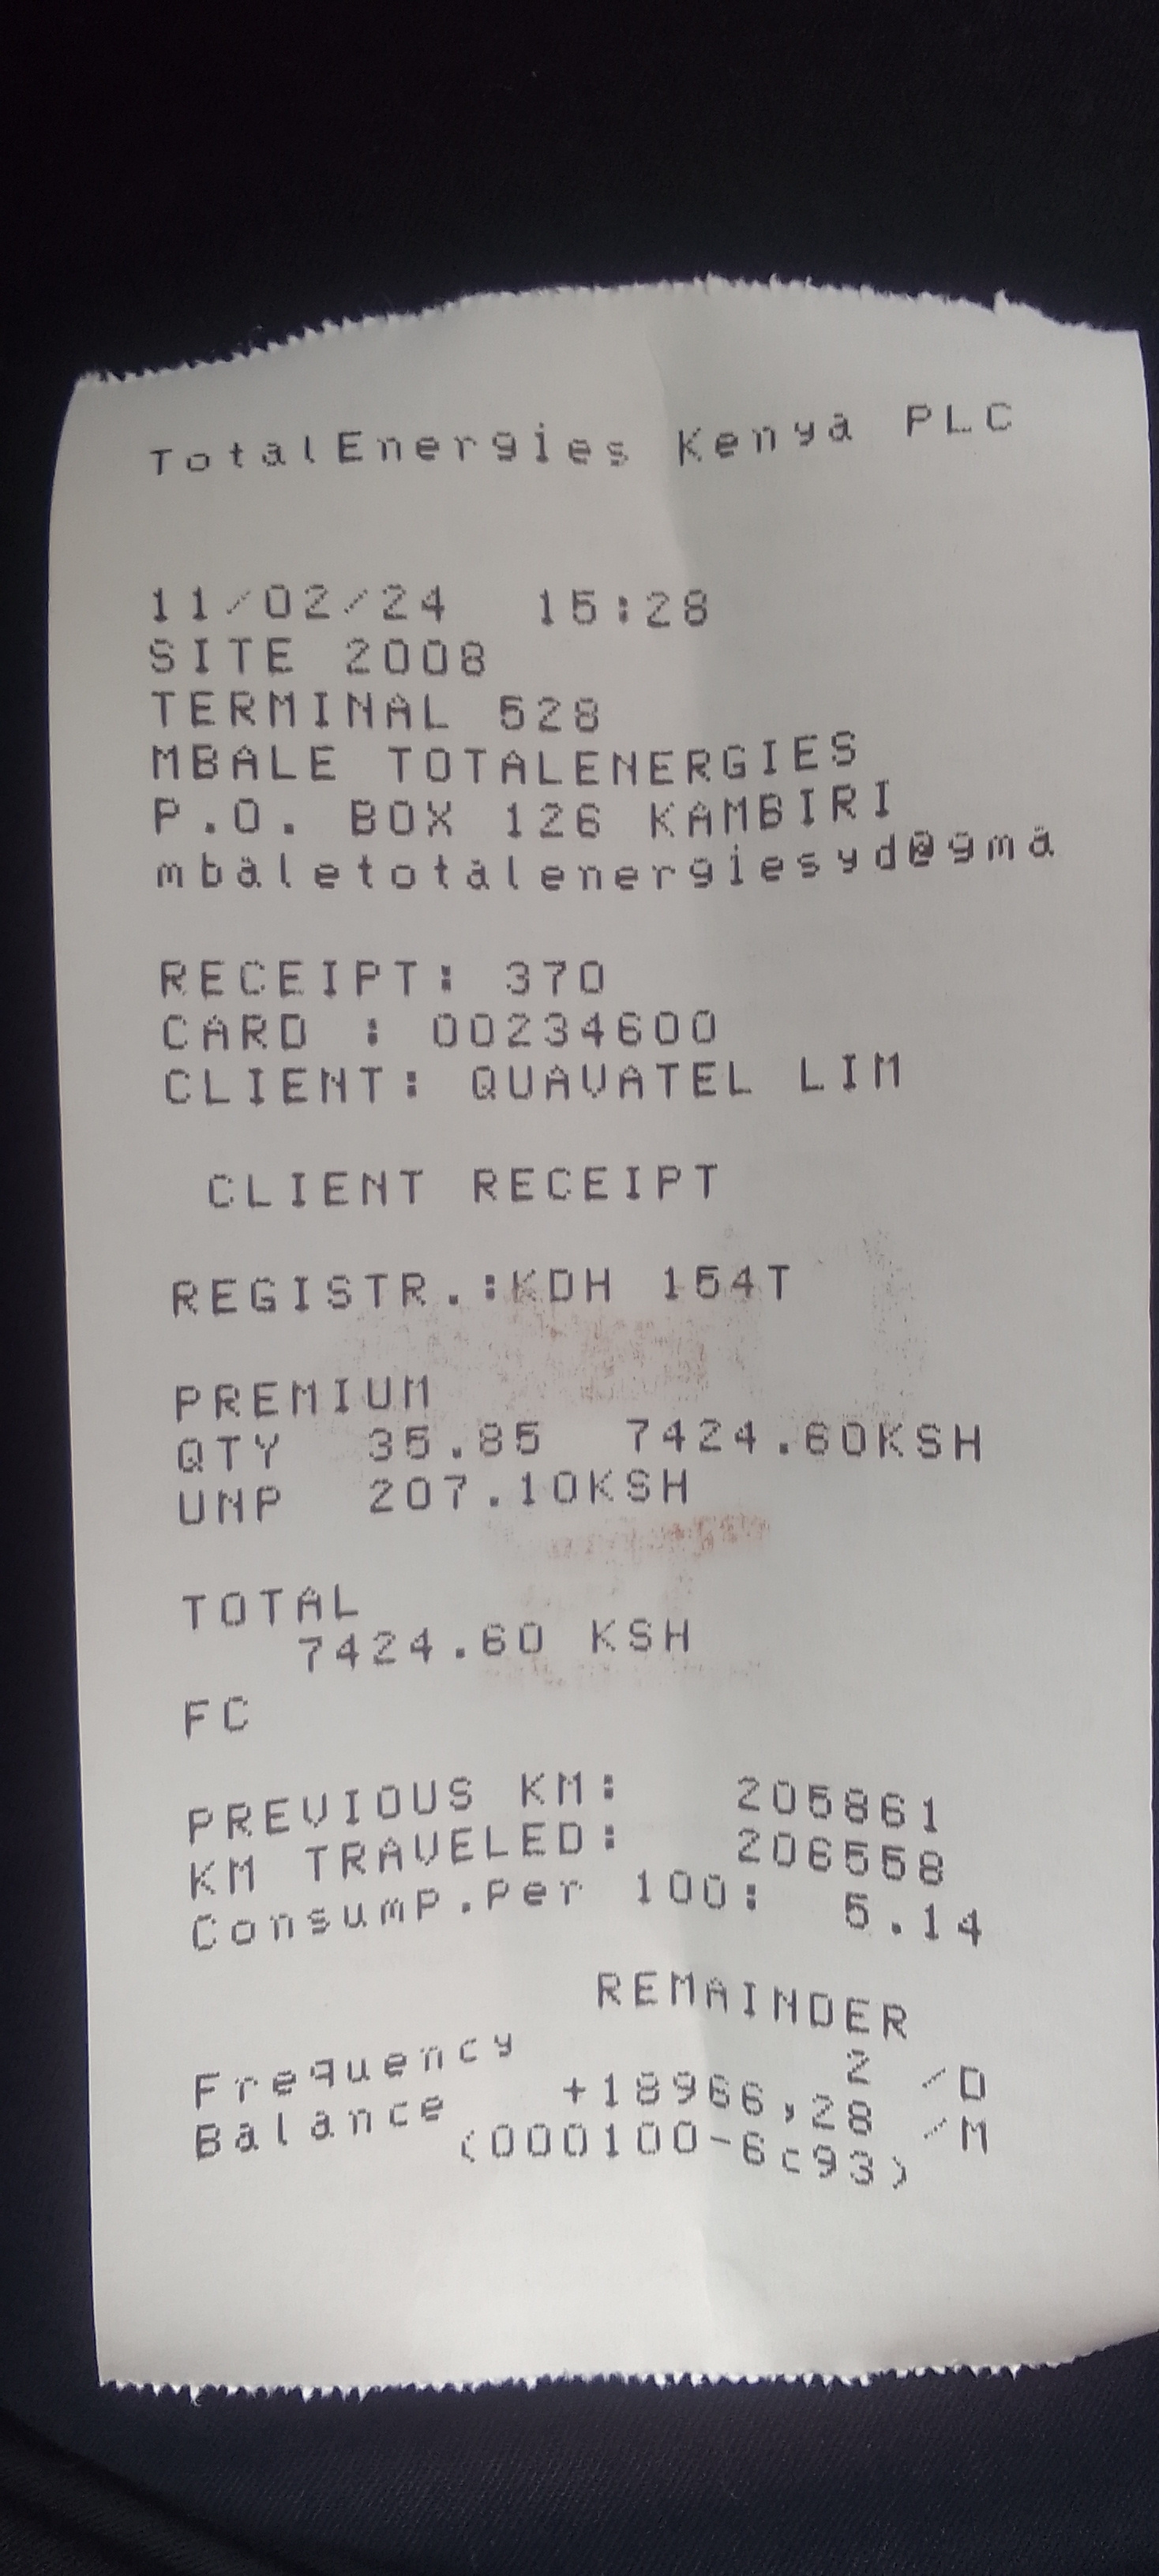 TotalEnergies Kenya PLC
11/02/24 15:28
SITE 2008
TERMINAL 528
MBALE TOTALENERGIES
P.O. BOX 126 KAMBIRI
mbaletotalenergiesyd@gma
RECEIPT: 370
CARD : 00234600
CLIENT: QUAVATEL LIM
CLIENT RECEIPT
REGISTR.:KDH 154T
PREMIUM
QTY 35.85 7424.60KSH
UNP 207.10KSH
TOTAL
7424.60 KSH
FC
PREVIOUS KM: 205861
KM TRAVELED: 206558
Consump.Per 100: 5.14
REMAINDER
Frequency 2 /D
Balance +18966,28 /M
(000100-6c93)